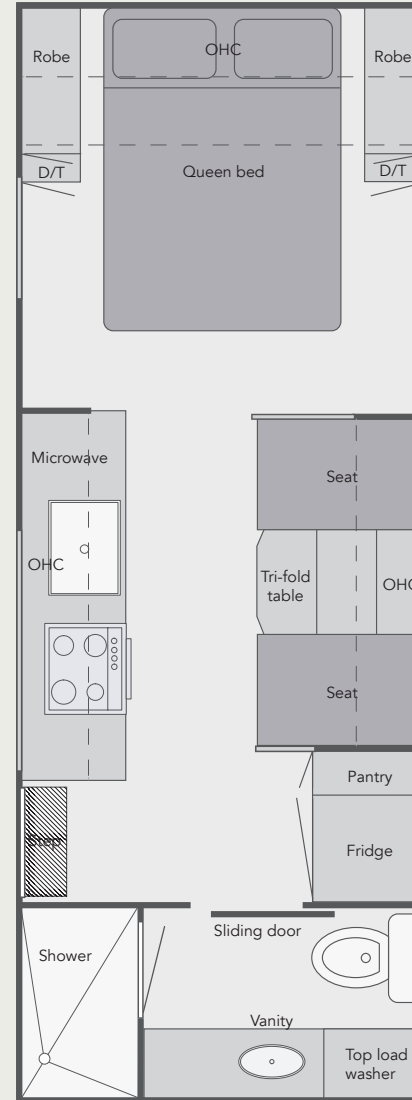 Robe
OHC
Robe
D/T
Queen bed
D/T
Microwave
Seat
OHC
Tri-fold
table
OHC
Seat
Pantry
Step
Fridge
Sliding door
Shower
Vanity
Top load
washer